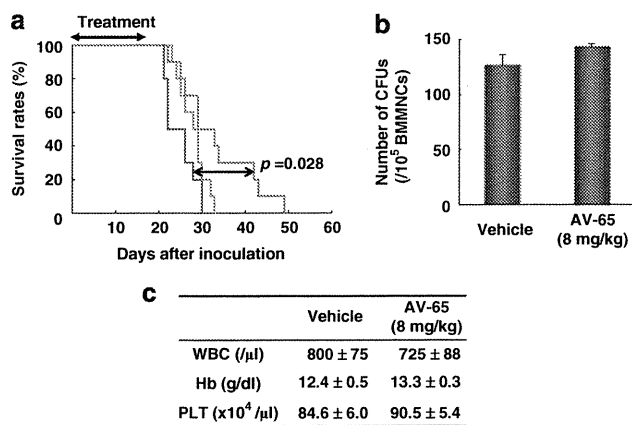 a
Treatment
Survival rates (%)
100
80
60
40
20
0
p =0.028
0 10 20 30 40 50 60
Days after inoculation
b
Number of CFUs
(/10⁵ BMMNCs)
150
100
50
0
Vehicle
AV-65
(8 mg/kg)
c
Vehicle AV-65
(8 mg/kg)
WBC (/μl) 800 ± 75 725 ± 88
Hb (g/dl) 12.4 ± 0.5 13.3 ± 0.3
PLT (x10⁴ /μl) 84.6 ± 6.0 90.5 ± 5.4